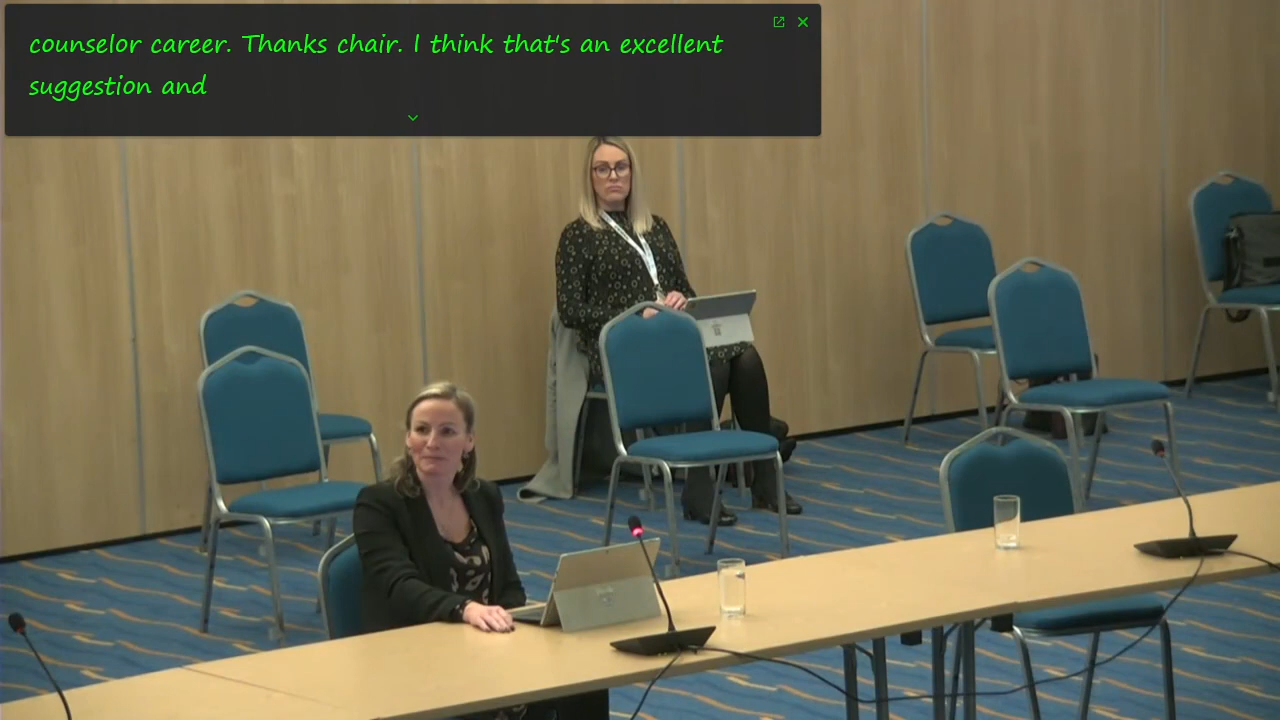 counselor career. Thanks chair. I think that's an excellent
suggestion and